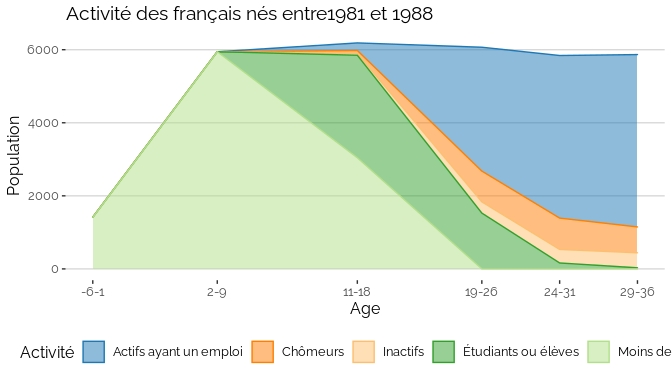 Activité des français nés entre1981 et 1988
Population
6000
4000
2000
0
-6-1
2-9
11-18
19-26
24-31
29-36
Age
Activité
Actifs ayant un emploi
Chômeurs
Inactifs
Étudiants ou élèves
Moins de